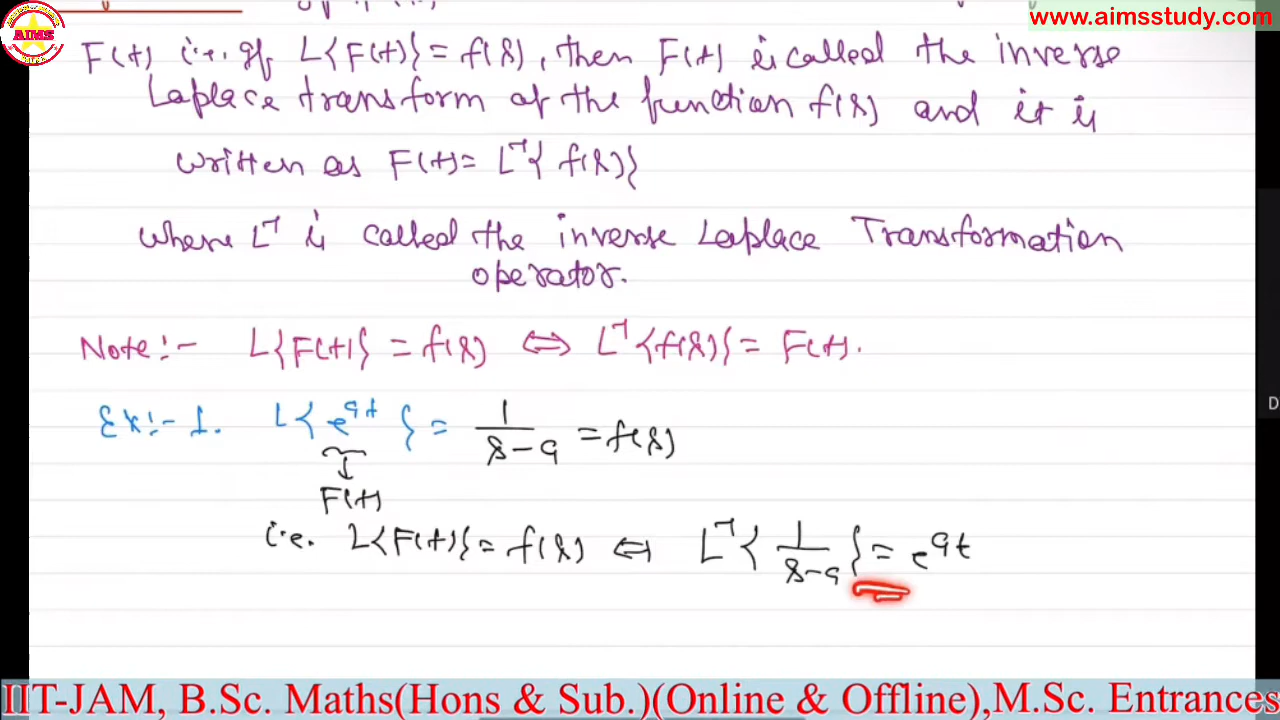 AIMS
www.aimsstudy.com
F(t) i.e. If L{F(t)} = f(s), then F(t) is called the inverse
Laplace transform of the function f(s) and it is
written as F(t) = L⁻¹{ f(s)}
where L⁻¹ is called the inverse Laplace Transformation
operator.
Note :- L{F(t)} = f(s) ⇔ L⁻¹{f(s)} = F(t).
Ex:- 1. L{ e^at } = 1/(s-a) = f(s)
↓
F(t)
i.e. L{F(t)} = f(s) ⇔ L⁻¹{ 1/(s-a) } = e^at
D
IIT-JAM, B.Sc. Maths(Hons & Sub.)(Online & Offline),M.Sc. Entrances